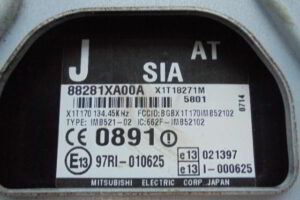 J SIA AT
88281XA00A X1T18271M
5801
0714
X1T170 134.45KHz FCCID:BGBX1T170IMB52102
TYPE: IMB521-02 IC:662F-IMB52102
CE 0891
E13 97RI-010625
e13 021397
e13 I-000625
MITSUBISHI ELECTRIC CORP.JAPAN